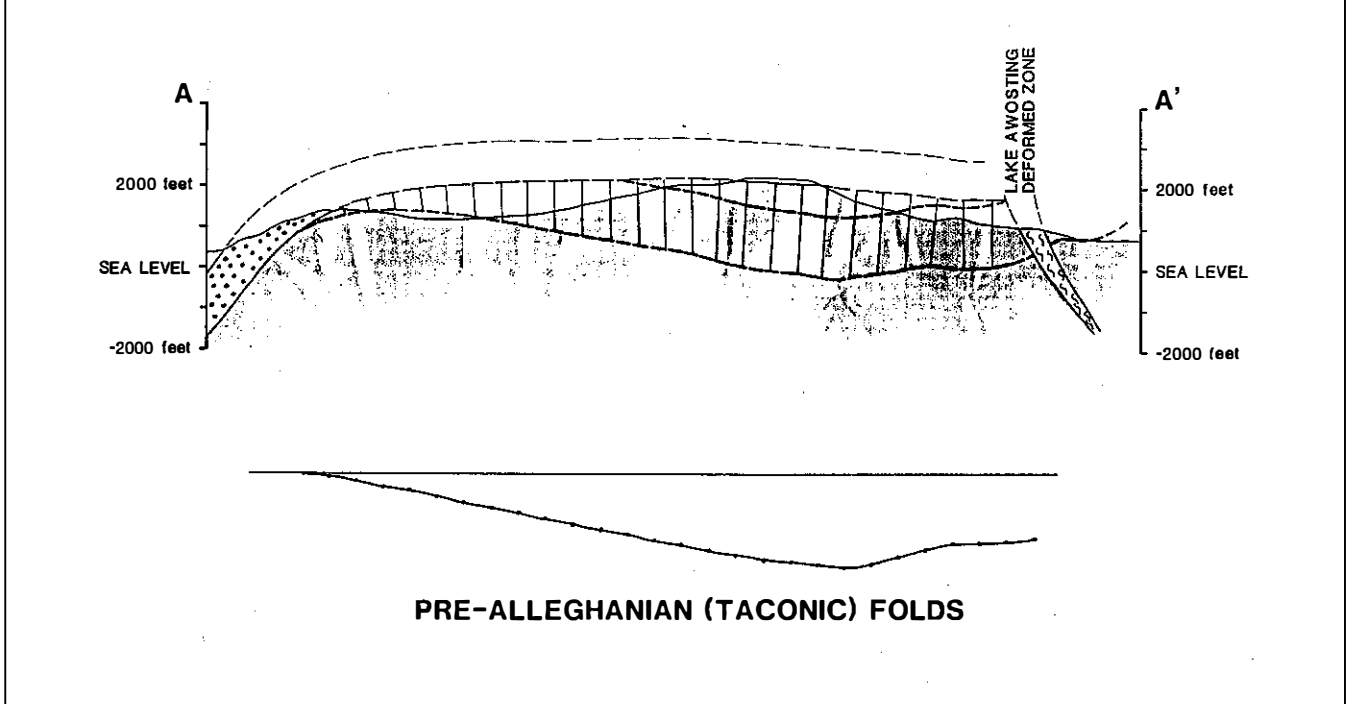 A
A'
LAKE AWOSTING
DEFORMED ZONE
2000 feet
2000 feet
SEA LEVEL
SEA LEVEL
-2000 feet
-2000 feet
PRE-ALLEGHANIAN (TACONIC) FOLDS